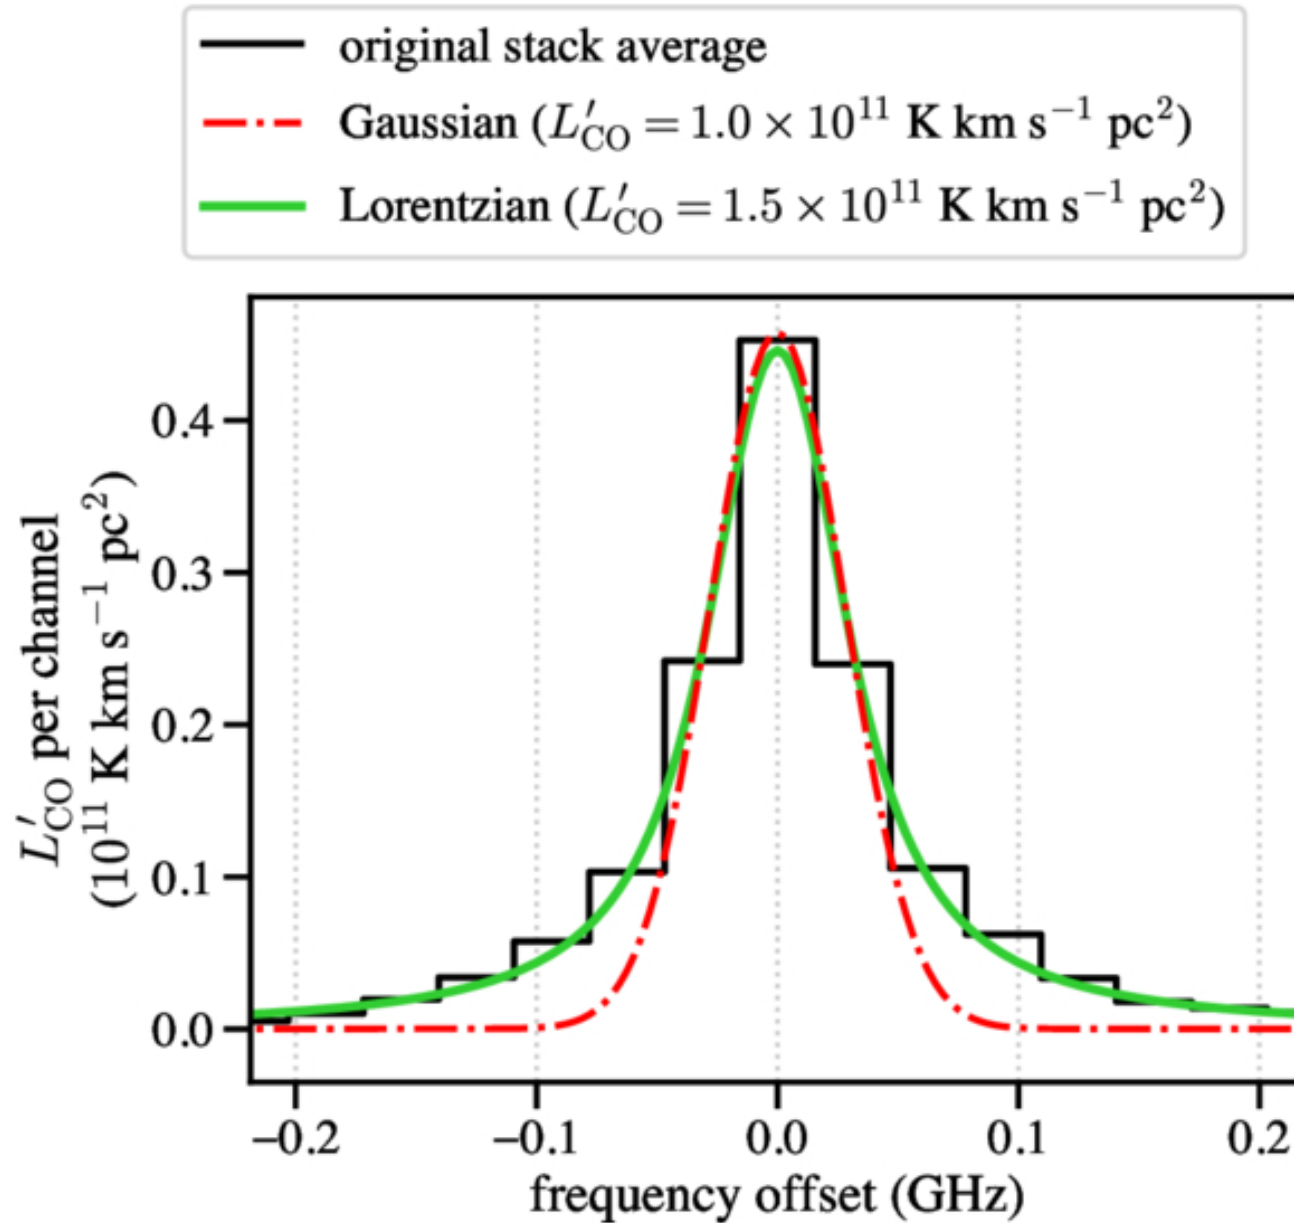 original stack average
Gaussian (L′CO = 1.0 × 10¹¹ K km s⁻¹ pc²)
Lorentzian (L′CO = 1.5 × 10¹¹ K km s⁻¹ pc²)
L′CO per channel
(10¹¹ K km s⁻¹ pc²)
0.4
0.3
0.2
0.1
0.0
−0.2 −0.1 0.0 0.1 0.2
frequency offset (GHz)